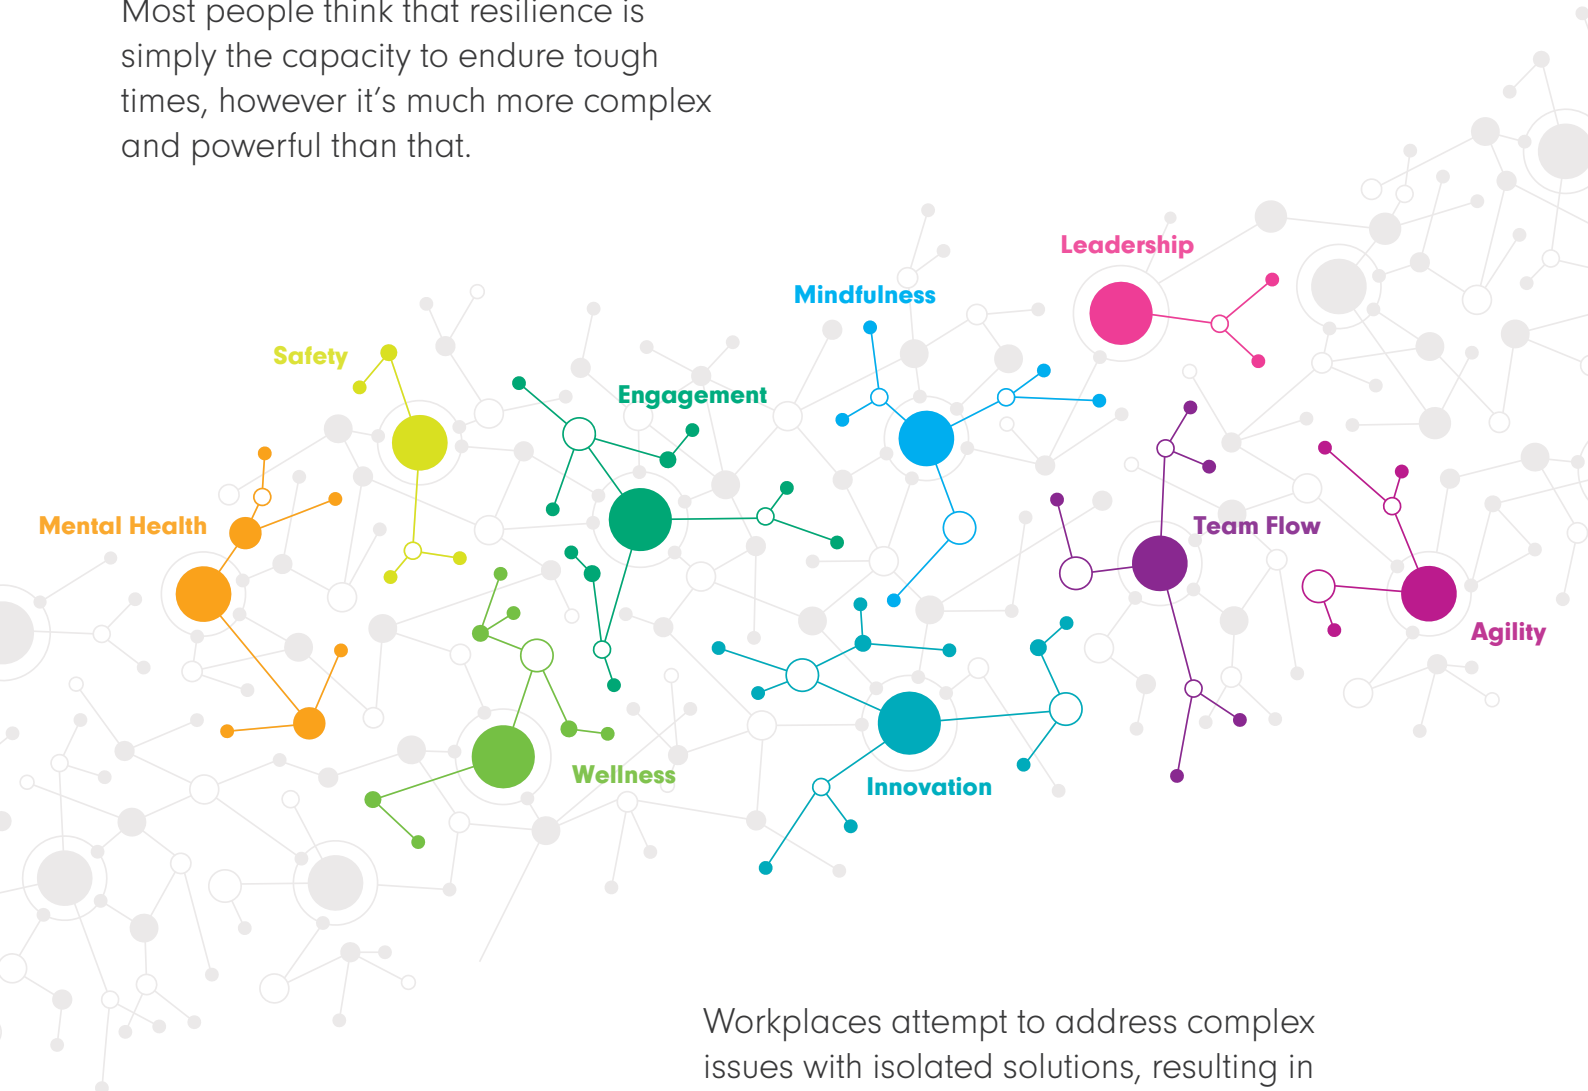 Most people think that resilience is
simply the capacity to endure tough
times, however it’s much more complex
and powerful than that.
Leadership
Mindfulness
Safety
Engagement
Mental Health
Team Flow
Agility
Wellness
Innovation
Workplaces attempt to address complex
issues with isolated solutions, resulting in